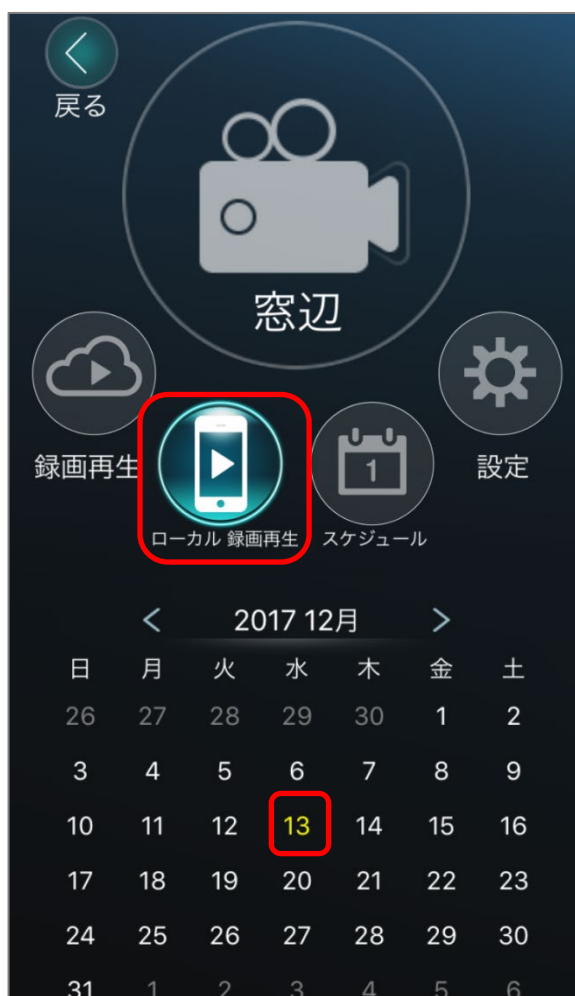 戻る
窓辺
録画再生
設定
1
ローカル 録画再生
スケジュール
2017 12月
日 月 火 水 木 金 土
26 27 28 29 30 1 2
3 4 5 6 7 8 9
10 11 12 13 14 15 16
17 18 19 20 21 22 23
24 25 26 27 28 29 30
31 1 2 3 4 5 6